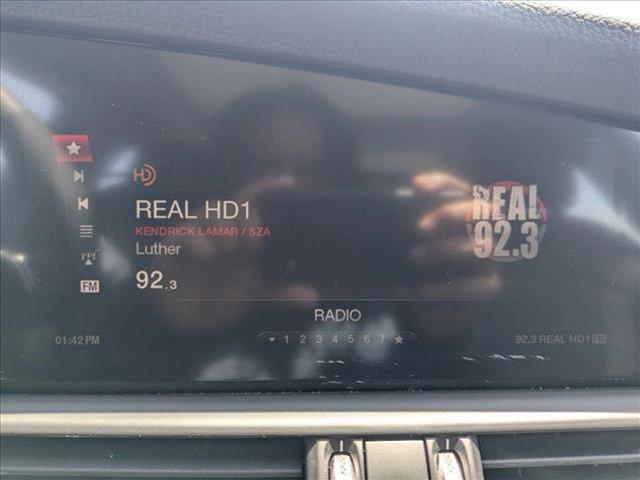 HD
REAL HD1
KENDRICK LAMAR / SZA
Luther
92.3
FM
REAL
92.3
RADIO
1 2 3 4 5 6 7
01:42 PM
92.3 REAL HD1